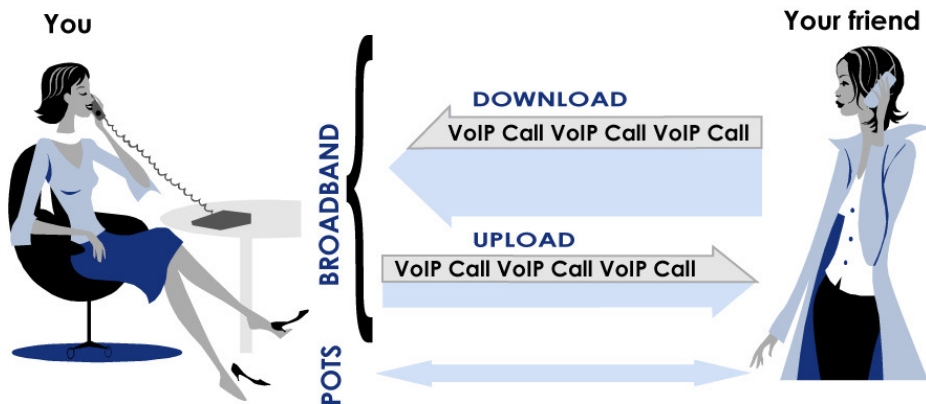 You
Your friend
DOWNLOAD
VoIP Call VoIP Call VoIP Call
BROADBAND
UPLOAD
VoIP Call VoIP Call VoIP Call
POTS